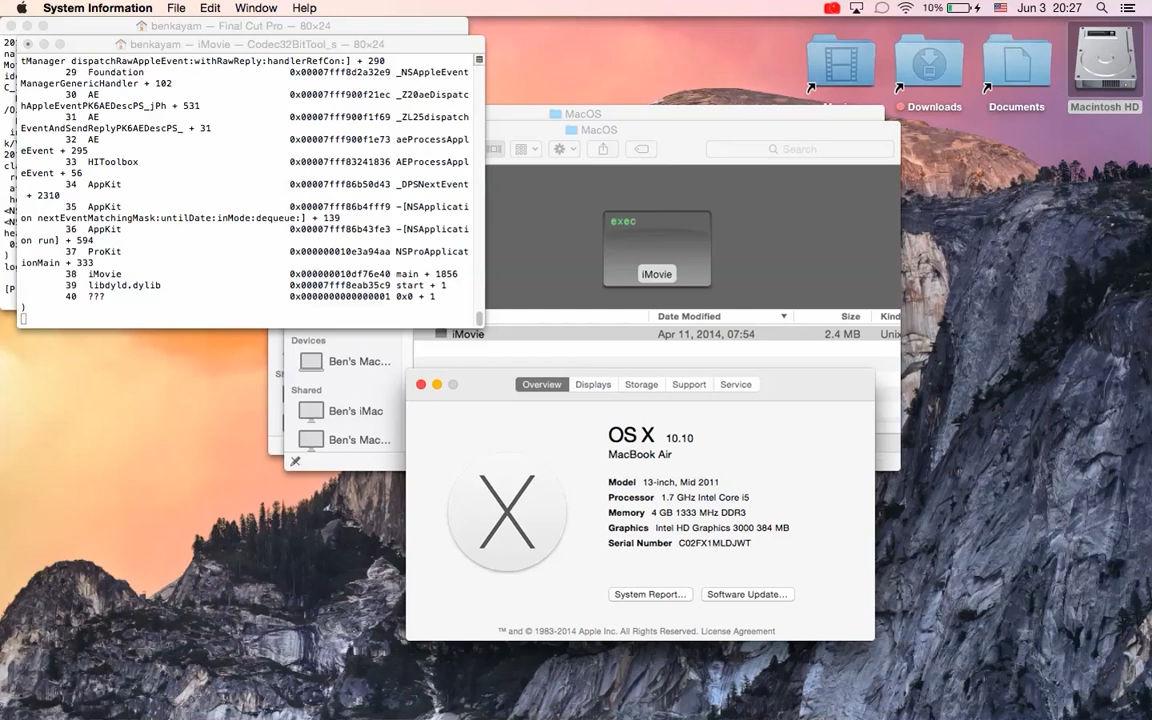 System Information File Edit Window Help
10% Jun 3 20:27
benkayam — Final Cut Pro — 80×24
benkayam — iMovie — Codec32BitTool_s — 80×24
tManager dispatchRawAppleEvent:withRawReply:handlerRefCon:] + 290
29 Foundation 0x00007fff8d2a32e9 _NSAppleEvent
ManagerGenericHandler + 102
30 AE 0x00007fff900f21ec _Z20aeDispatc
hAppleEventPK6AEDescPS_jPh + 531
31 AE 0x00007fff900f1f69 _ZL25dispatch
EventAndSendReplyPK6AEDescPS_ + 31
32 AE 0x00007fff900f1e73 aeProcessAppl
eEvent + 295
33 HIToolbox 0x00007fff83241836 AEProcessAppl
eEvent + 56
34 AppKit 0x00007fff86b50d43 _DPSNextEvent
+ 2310
35 AppKit 0x00007fff86b4fff9 -[NSApplicati
on nextEventMatchingMask:untilDate:inMode:dequeue:] + 139
36 AppKit 0x00007fff86b43fe3 -[NSApplicati
on run] + 594
37 ProKit 0x000000010e3a94aa NSProApplicat
ionMain + 333
38 iMovie 0x000000010df76e40 main + 1856
39 libdyld.dylib 0x00007fff8eab35c9 start + 1
40 ??? 0x0000000000000001 0x0 + 1
)
Downloads
Documents
Macintosh HD
MacOS
MacOS
Search
exec
iMovie
Date Modified Size Kind
iMovie Apr 11, 2014, 07:54 2.4 MB Unix
Devices
Ben's Mac...
Shared
Ben's iMac
Ben's Mac...
Overview Displays Storage Support Service
OS X 10.10
MacBook Air
Model 13-inch, Mid 2011
Processor 1.7 GHz Intel Core i5
Memory 4 GB 1333 MHz DDR3
Graphics Intel HD Graphics 3000 384 MB
Serial Number C02FX1MLDJWT
System Report... Software Update...
™ and © 1983-2014 Apple Inc. All Rights Reserved. License Agreement